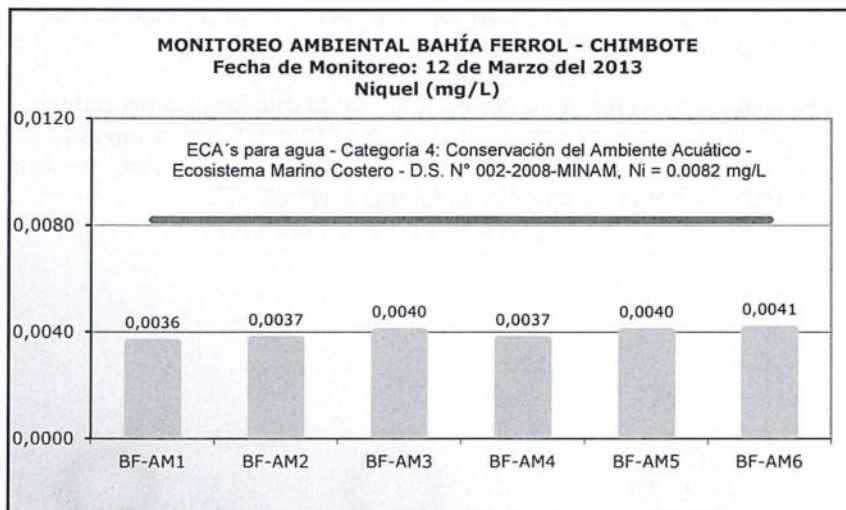 MONITOREO AMBIENTAL BAHÍA FERROL - CHIMBOTE
Fecha de Monitoreo: 12 de Marzo del 2013
Niquel (mg/L)
0,0120
ECA´s para agua - Categoría 4: Conservación del Ambiente Acuático -
Ecosistema Marino Costero - D.S. N° 002-2008-MINAM, Ni = 0.0082 mg/L
0,0080
0,0036 0,0037 0,0040 0,0037 0,0040 0,0041
0,0040
0,0000
BF-AM1 BF-AM2 BF-AM3 BF-AM4 BF-AM5 BF-AM6